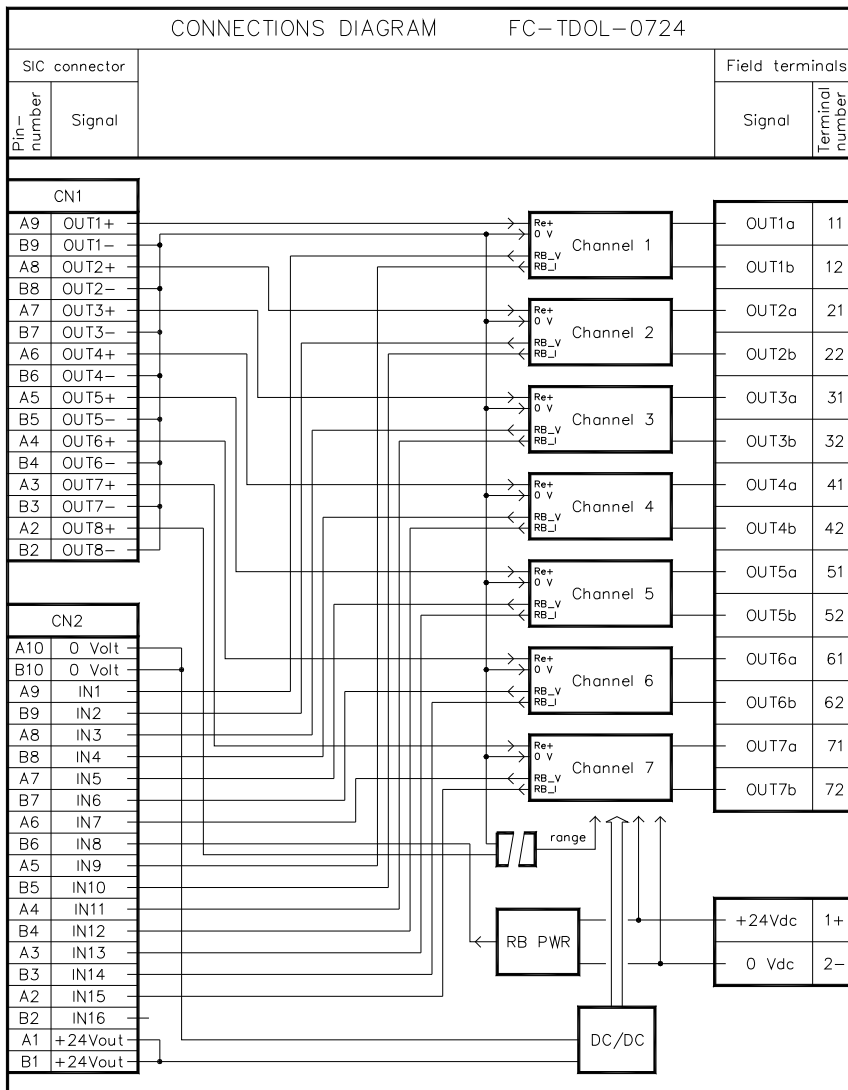 CONNECTIONS DIAGRAM FC-TDOL-0724
SIC connector
Field terminals
Pin-number
Signal
Signal
Terminal number
CN1
A9 OUT1+
B9 OUT1-
A8 OUT2+
B8 OUT2-
A7 OUT3+
B7 OUT3-
A6 OUT4+
B6 OUT4-
A5 OUT5+
B5 OUT5-
A4 OUT6+
B4 OUT6-
A3 OUT7+
B3 OUT7-
A2 OUT8+
B2 OUT8-
CN2
A10 0 Volt
B10 0 Volt
A9 IN1
B9 IN2
A8 IN3
B8 IN4
A7 IN5
B7 IN6
A6 IN7
B6 IN8
A5 IN9
B5 IN10
A4 IN11
B4 IN12
A3 IN13
B3 IN14
A2 IN15
B2 IN16
A1 +24Vout
B1 +24Vout
Re+
0 V
RB_V
RB_I
Channel 1
Re+
0 V
RB_V
RB_I
Channel 2
Re+
0 V
RB_V
RB_I
Channel 3
Re+
0 V
RB_V
RB_I
Channel 4
Re+
0 V
RB_V
RB_I
Channel 5
Re+
0 V
RB_V
RB_I
Channel 6
Re+
0 V
RB_V
RB_I
Channel 7
range
RB PWR
DC/DC
OUT1a 11
OUT1b 12
OUT2a 21
OUT2b 22
OUT3a 31
OUT3b 32
OUT4a 41
OUT4b 42
OUT5a 51
OUT5b 52
OUT6a 61
OUT6b 62
OUT7a 71
OUT7b 72
+24Vdc 1+
0 Vdc 2-